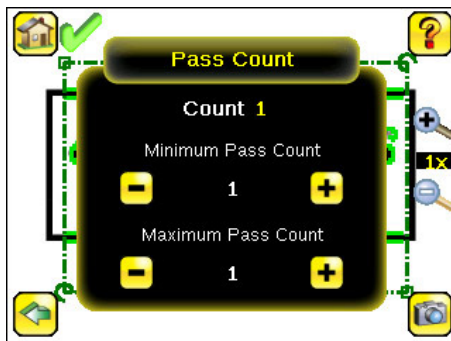 ?
Pass Count
Count 1
Minimum Pass Count
- 1 +
1x
Maximum Pass Count
- 1 +